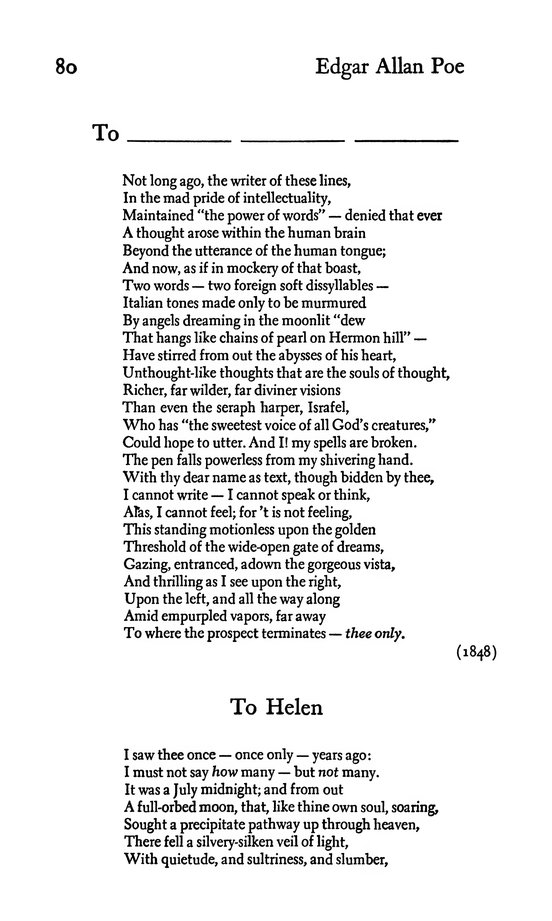 80 Edgar Allan Poe
To ________ ________ ________
Not long ago, the writer of these lines,
In the mad pride of intellectuality,
Maintained “the power of words” — denied that ever
A thought arose within the human brain
Beyond the utterance of the human tongue;
And now, as if in mockery of that boast,
Two words — two foreign soft dissyllables —
Italian tones made only to be murmured
By angels dreaming in the moonlit “dew
That hangs like chains of pearl on Hermon hill” —
Have stirred from out the abysses of his heart,
Unthought-like thoughts that are the souls of thought,
Richer, far wilder, far diviner visions
Than even the seraph harper, Israfel,
Who has “the sweetest voice of all God’s creatures,”
Could hope to utter. And I! my spells are broken.
The pen falls powerless from my shivering hand.
With thy dear name as text, though bidden by thee,
I cannot write — I cannot speak or think,
Alas, I cannot feel; for ’t is not feeling,
This standing motionless upon the golden
Threshold of the wide-open gate of dreams,
Gazing, entranced, adown the gorgeous vista,
And thrilling as I see upon the right,
Upon the left, and all the way along
Amid empurpled vapors, far away
To where the prospect terminates — thee only.
(1848)
To Helen
I saw thee once — once only — years ago:
I must not say how many — but not many.
It was a July midnight; and from out
A full-orbed moon, that, like thine own soul, soaring,
Sought a precipitate pathway up through heaven,
There fell a silvery-silken veil of light,
With quietude, and sultriness, and slumber,